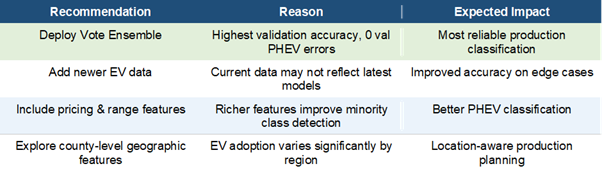 Recommendation Reason Expected Impact
Deploy Vote Ensemble Highest validation accuracy, 0 val Most reliable production
PHEV errors classification
Add newer EV data Current data may not reflect latest Improved accuracy on edge cases
models
Include pricing & range features Richer features improve minority Better PHEV classification
class detection
Explore county-level geographic EV adoption varies significantly by Location-aware production
features region planning